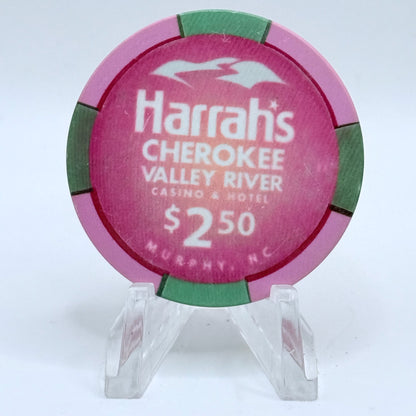 Harrah's
CHEROKEE
VALLEY RIVER
CASINO & HOTEL
$2.50
MURPHY, NC